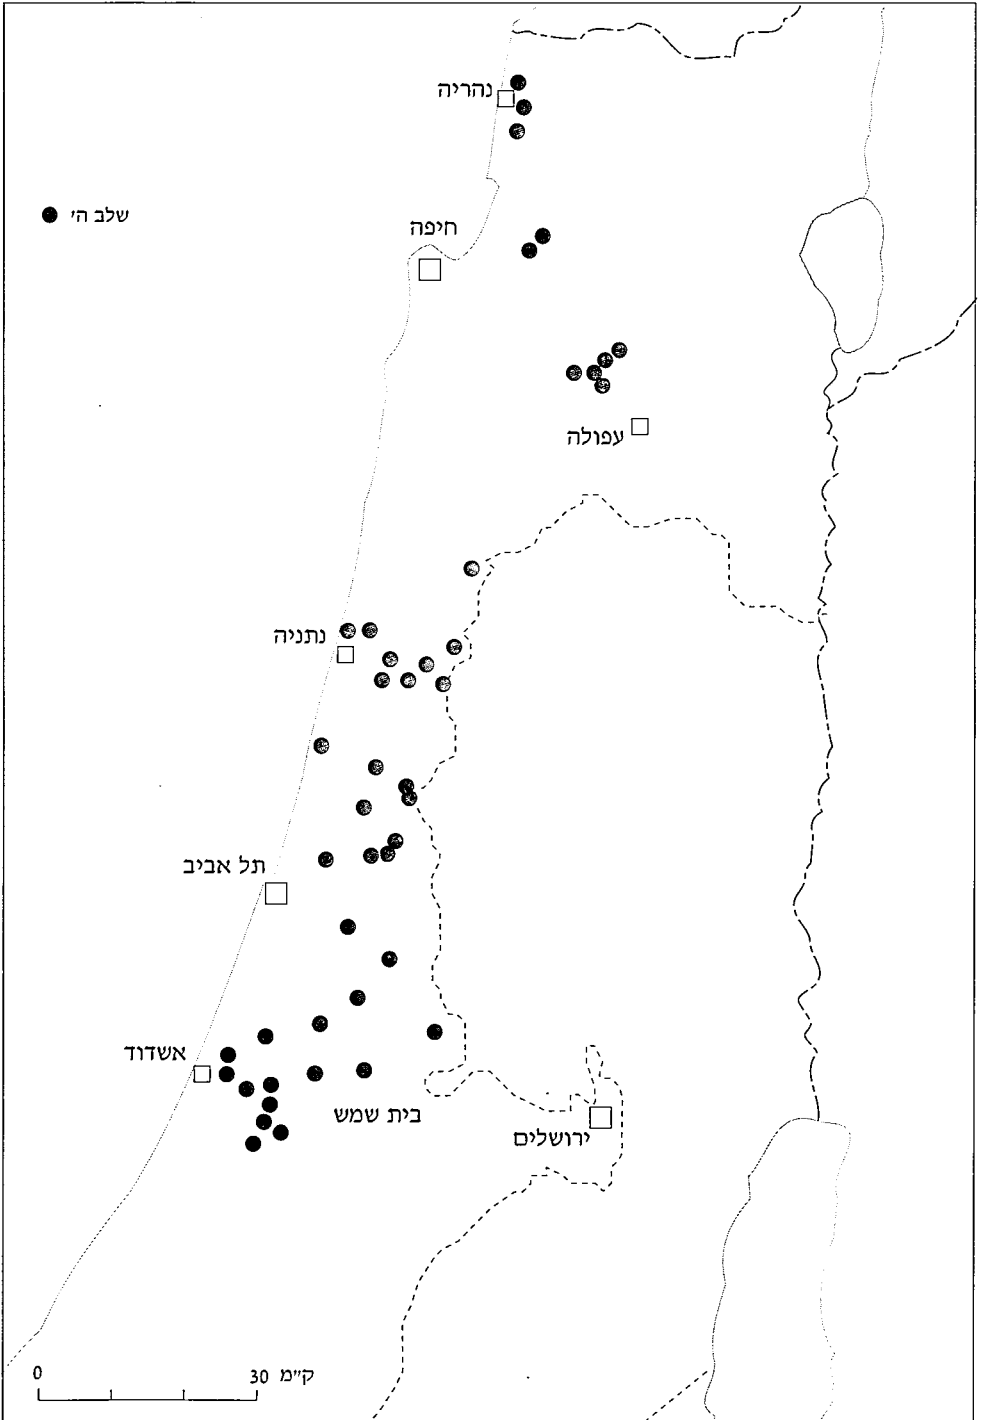 נהריה
שלב ה׳
חיפה
עפולה
נתניה
תל אביב
אשדוד
בית שמש
ירושלים
0 30 ק״מ